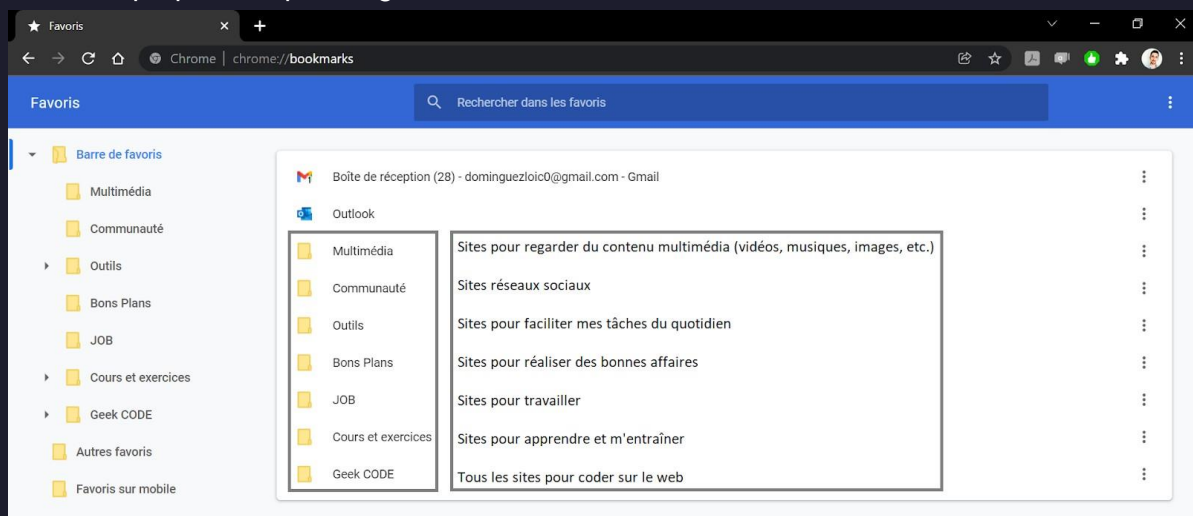 Favoris
Chrome | chrome://bookmarks
Favoris
Rechercher dans les favoris
Barre de favoris
Multimédia
Communauté
Outils
Bons Plans
JOB
Cours et exercices
Geek CODE
Autres favoris
Favoris sur mobile
Boîte de réception (28) - dominguezloic0@gmail.com - Gmail
Outlook
Multimédia Sites pour regarder du contenu multimédia (vidéos, musiques, images, etc.)
Communauté Sites réseaux sociaux
Outils Sites pour faciliter mes tâches du quotidien
Bons Plans Sites pour réaliser des bonnes affaires
JOB Sites pour travailler
Cours et exercices Sites pour apprendre et m'entraîner
Geek CODE Tous les sites pour coder sur le web